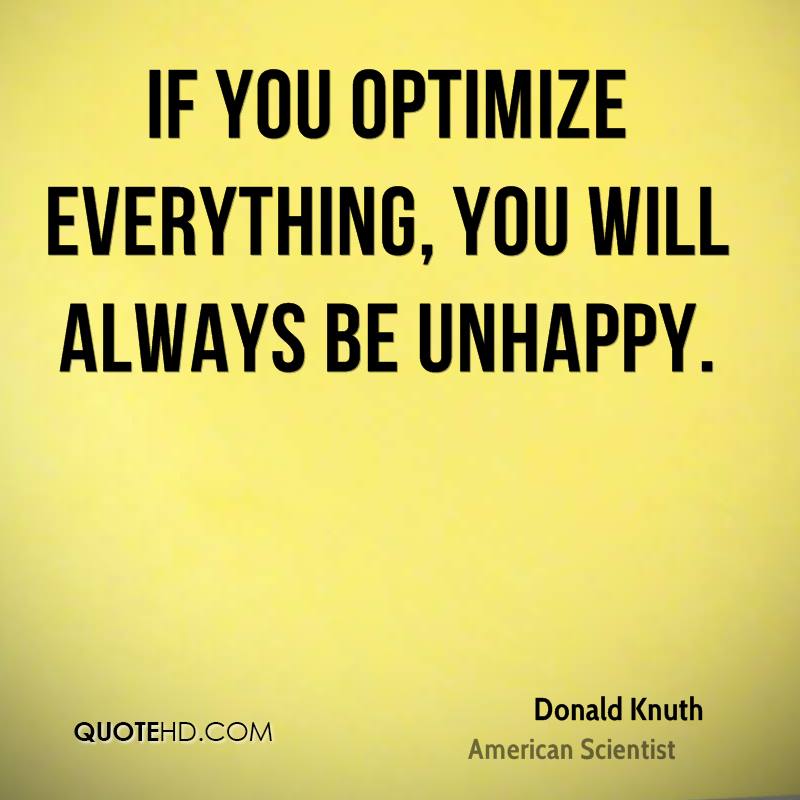 IF YOU OPTIMIZE
EVERYTHING, YOU WILL
ALWAYS BE UNHAPPY.
Donald Knuth
QUOTEHD.COM
American Scientist